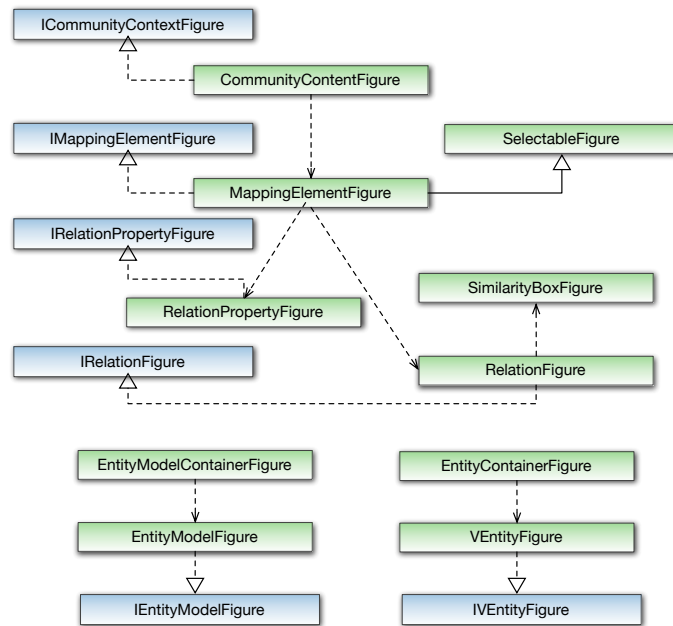 ICommunityContextFigure
CommunityContentFigure
IMappingElementFigure
SelectableFigure
MappingElementFigure
IRelationPropertyFigure
SimilarityBoxFigure
RelationPropertyFigure
IRelationFigure
RelationFigure
EntityModelContainerFigure
EntityContainerFigure
EntityModelFigure
VEntityFigure
IEntityModelFigure
IVEntityFigure